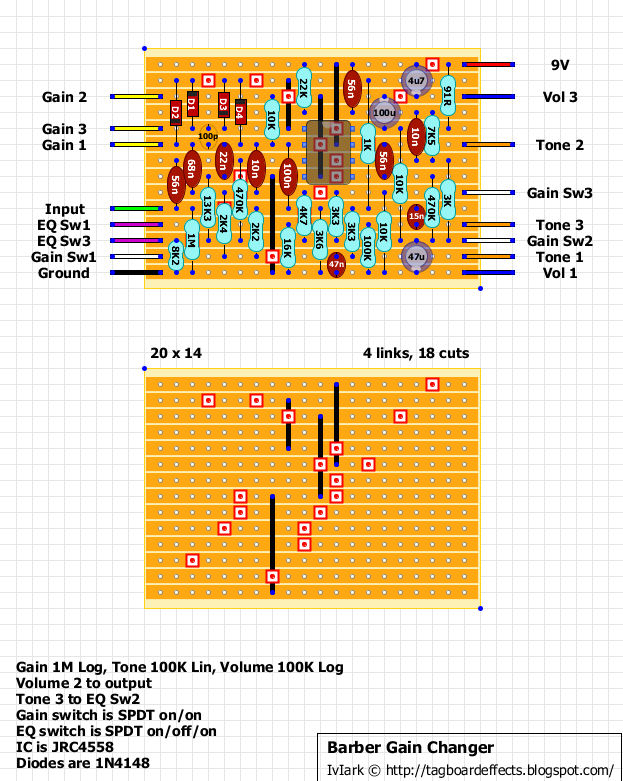 9V
Gain 2
Vol 3
Gain 3
Gain 1
Tone 2
Gain Sw3
Input
EQ Sw1
Tone 3
EQ Sw3
Gain Sw2
Gain Sw1
Tone 1
Ground
Vol 1
D2
D1
D3
D4
10K
22K
56n
4u7
91R
100u
100p
1K
10n
7K5
56n
68n
22n
10n
100n
56n
10K
13K3
470K
4K7
3K3
15n
470K
3K
2K4
2K2
3K3
10K
8K2
1M
16K
3K6
100K
47n
47u
20 x 14
4 links, 18 cuts
Gain 1M Log, Tone 100K Lin, Volume 100K Log
Volume 2 to output
Tone 3 to EQ Sw2
Gain switch is SPDT on/on
EQ switch is SPDT on/off/on
IC is JRC4558
Diodes are 1N4148
Barber Gain Changer
IvIark © http://tagboardeffects.blogspot.com/